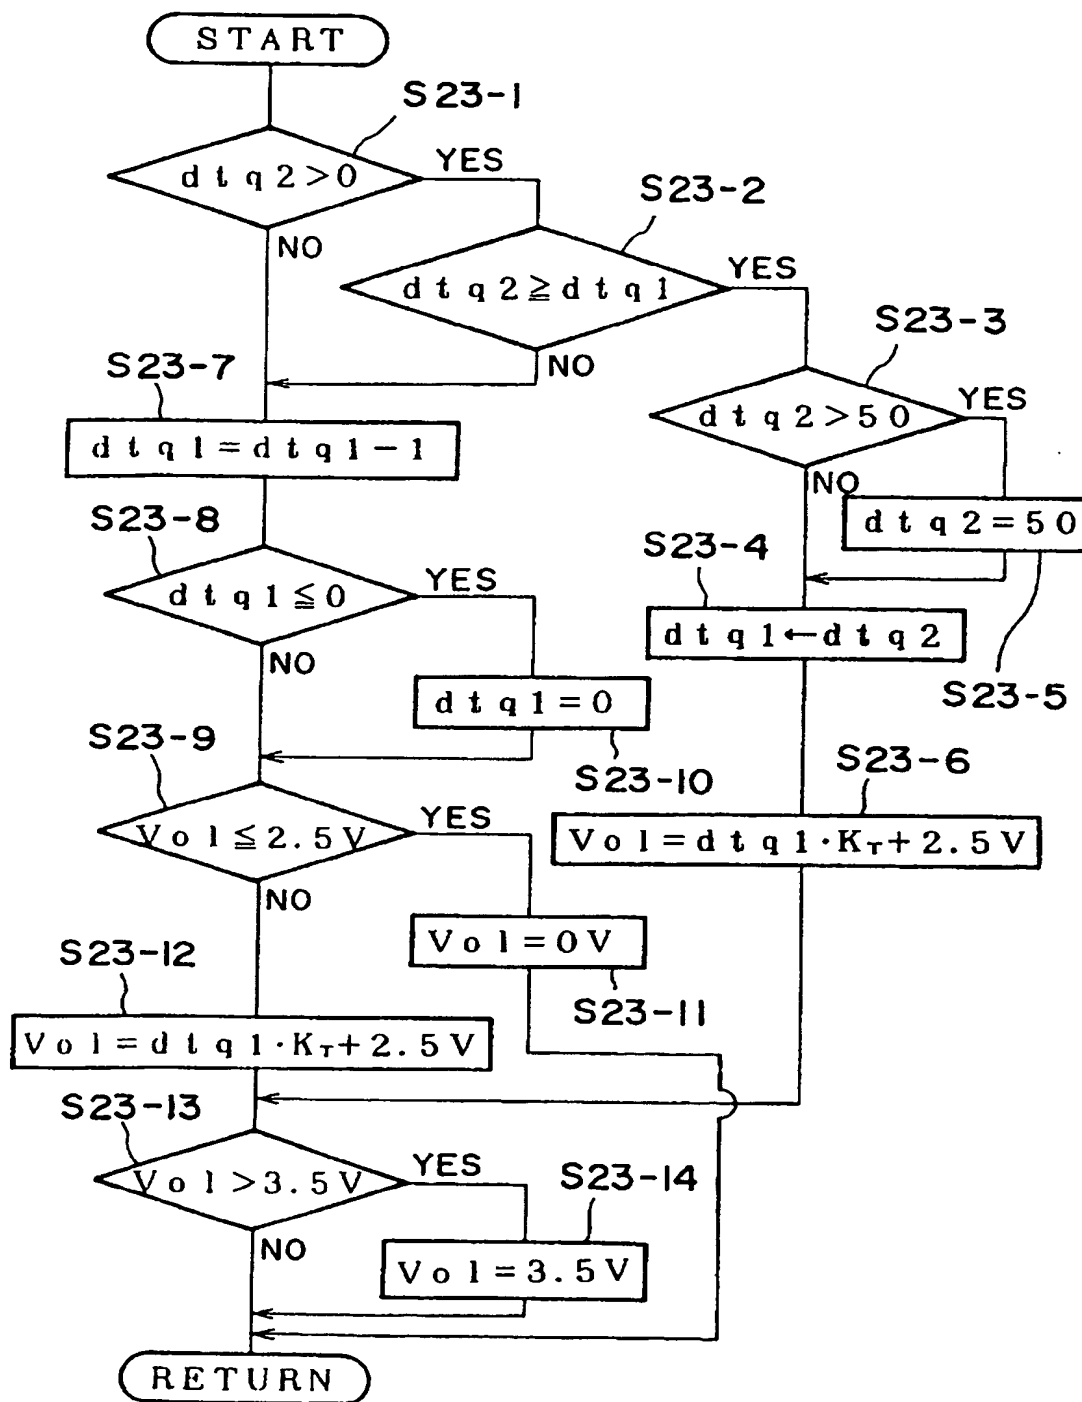 START
S23-1
dtq2>0
YES
NO
S23-2
dtq2≧dtq1
YES
NO
S23-3
dtq2>50
YES
NO
S23-7
dtq1=dtq1-1
dtq2=50
S23-5
S23-4
dtq1←dtq2
S23-8
dtq1≦0
YES
NO
dtq1=0
S23-10
S23-6
Vol=dtq1·KT+2.5V
S23-9
Vol≦2.5V
YES
NO
Vol=0V
S23-11
S23-12
Vol=dtq1·KT+2.5V
S23-13
Vol>3.5V
YES
NO
S23-14
Vol=3.5V
RETURN